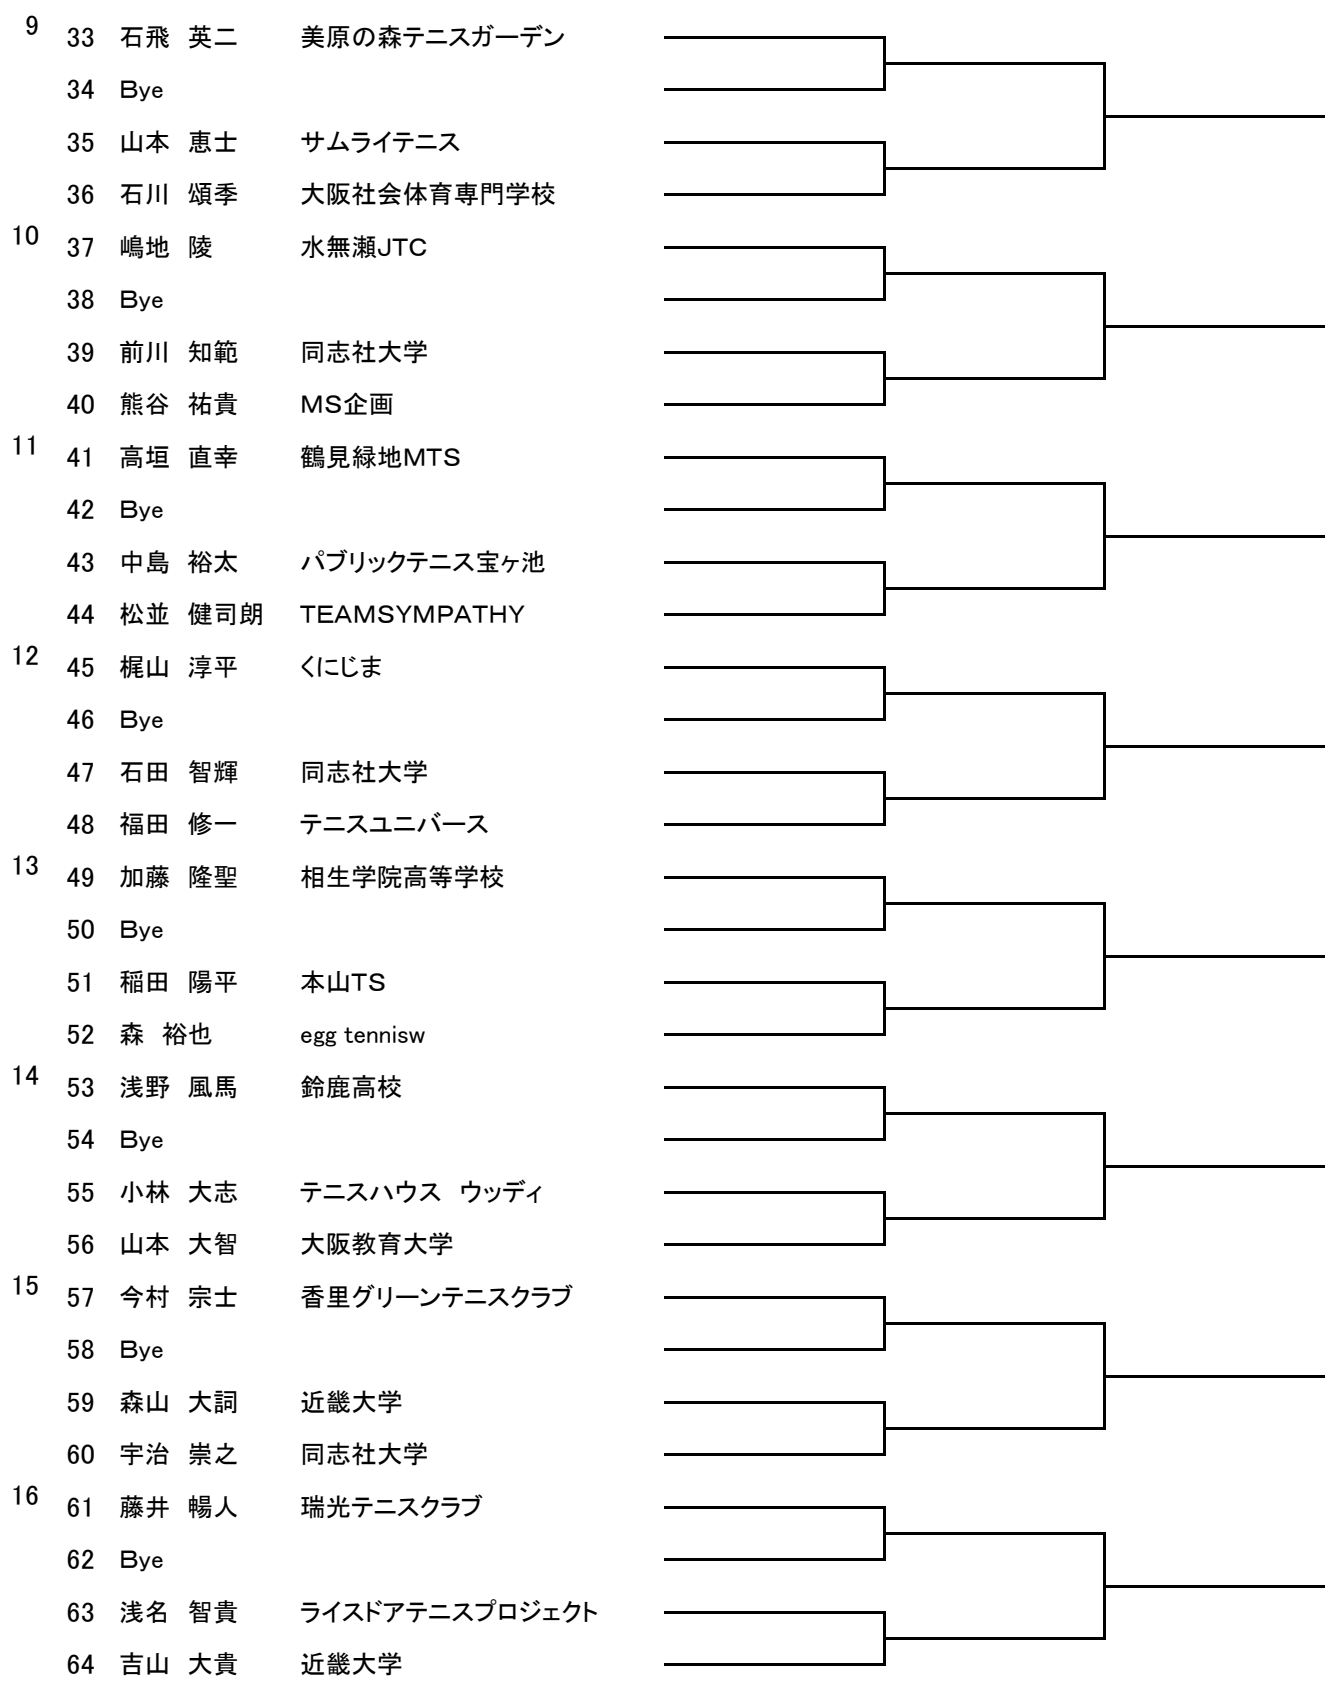 9 33 石飛 英二 美原の森テニスガーデン
34 Bye
35 山本 恵士 サムライテニス
36 石川 頌季 大阪社会体育専門学校
10 37 嶋地 陵 水無瀬JTC
38 Bye
39 前川 知範 同志社大学
40 熊谷 祐貴 MS企画
11 41 高垣 直幸 鶴見緑地MTS
42 Bye
43 中島 裕太 パブリックテニス宝ヶ池
44 松並 健司朗 TEAMSYMPATHY
12 45 梶山 淳平 くにじま
46 Bye
47 石田 智輝 同志社大学
48 福田 修一 テニスユニバース
13 49 加藤 隆聖 相生学院高等学校
50 Bye
51 稲田 陽平 本山TS
52 森 裕也 egg tennisw
14 53 浅野 風馬 鈴鹿高校
54 Bye
55 小林 大志 テニスハウス ウッディ
56 山本 大智 大阪教育大学
15 57 今村 宗士 香里グリーンテニスクラブ
58 Bye
59 森山 大詞 近畿大学
60 宇治 崇之 同志社大学
16 61 藤井 暢人 瑞光テニスクラブ
62 Bye
63 浅名 智貴 ライスドアテニスプロジェクト
64 吉山 大貴 近畿大学